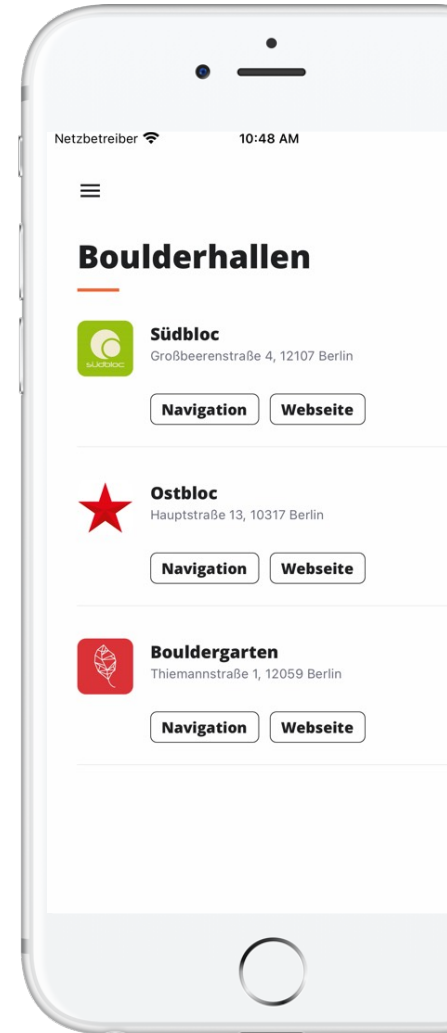 Netzbetreiber 10:48 AM
Boulderhallen
südbloc
Südbloc
Großbeerenstraße 4, 12107 Berlin
Navigation Webseite
Ostbloc
Hauptstraße 13, 10317 Berlin
Navigation Webseite
Bouldergarten
Thiemannstraße 1, 12059 Berlin
Navigation Webseite